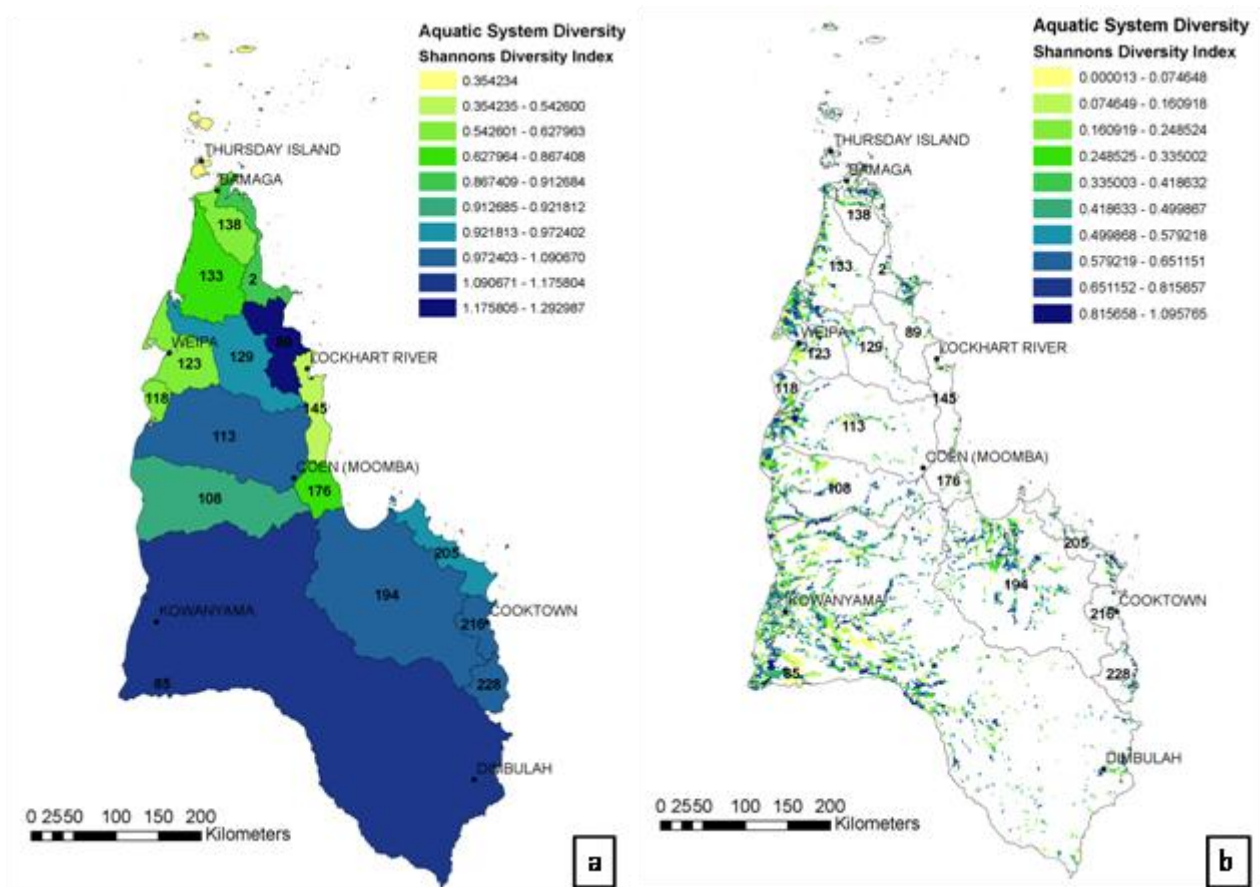 Aquatic System Diversity
Shannons Diversity Index
0.354234
0.354235 - 0.542600
0.542601 - 0.627963
0.627964 - 0.867408
0.867409 - 0.912684
0.912685 - 0.921812
0.921813 - 0.972402
0.972403 - 1.090670
1.090671 - 1.175804
1.175805 - 1.292987
THURSDAY ISLAND
BAMAGA
138
133
2
89
WEIPA
129
LOCKHART RIVER
123
118
145
113
COEN (MOOMBA)
176
108
205
194
KOWANYAMA
COOKTOWN
216
85
228
DIMBULAH
0 25 50 100 150 200
Kilometers
a
Aquatic System Diversity
Shannons Diversity Index
0.000013 - 0.074648
0.074649 - 0.160918
0.160919 - 0.248524
0.248525 - 0.335002
0.335003 - 0.418632
0.418633 - 0.499867
0.499868 - 0.579218
0.579219 - 0.651151
0.651152 - 0.815657
0.815658 - 1.095765
THURSDAY ISLAND
BAMAGA
138
133
2
89
WEIPA
129
LOCKHART RIVER
123
118
145
113
COEN (MOOMBA)
176
108
205
194
KOWANYAMA
COOKTOWN
216
85
228
DIMBULAH
0 25 50 100 150 200
Kilometers
b